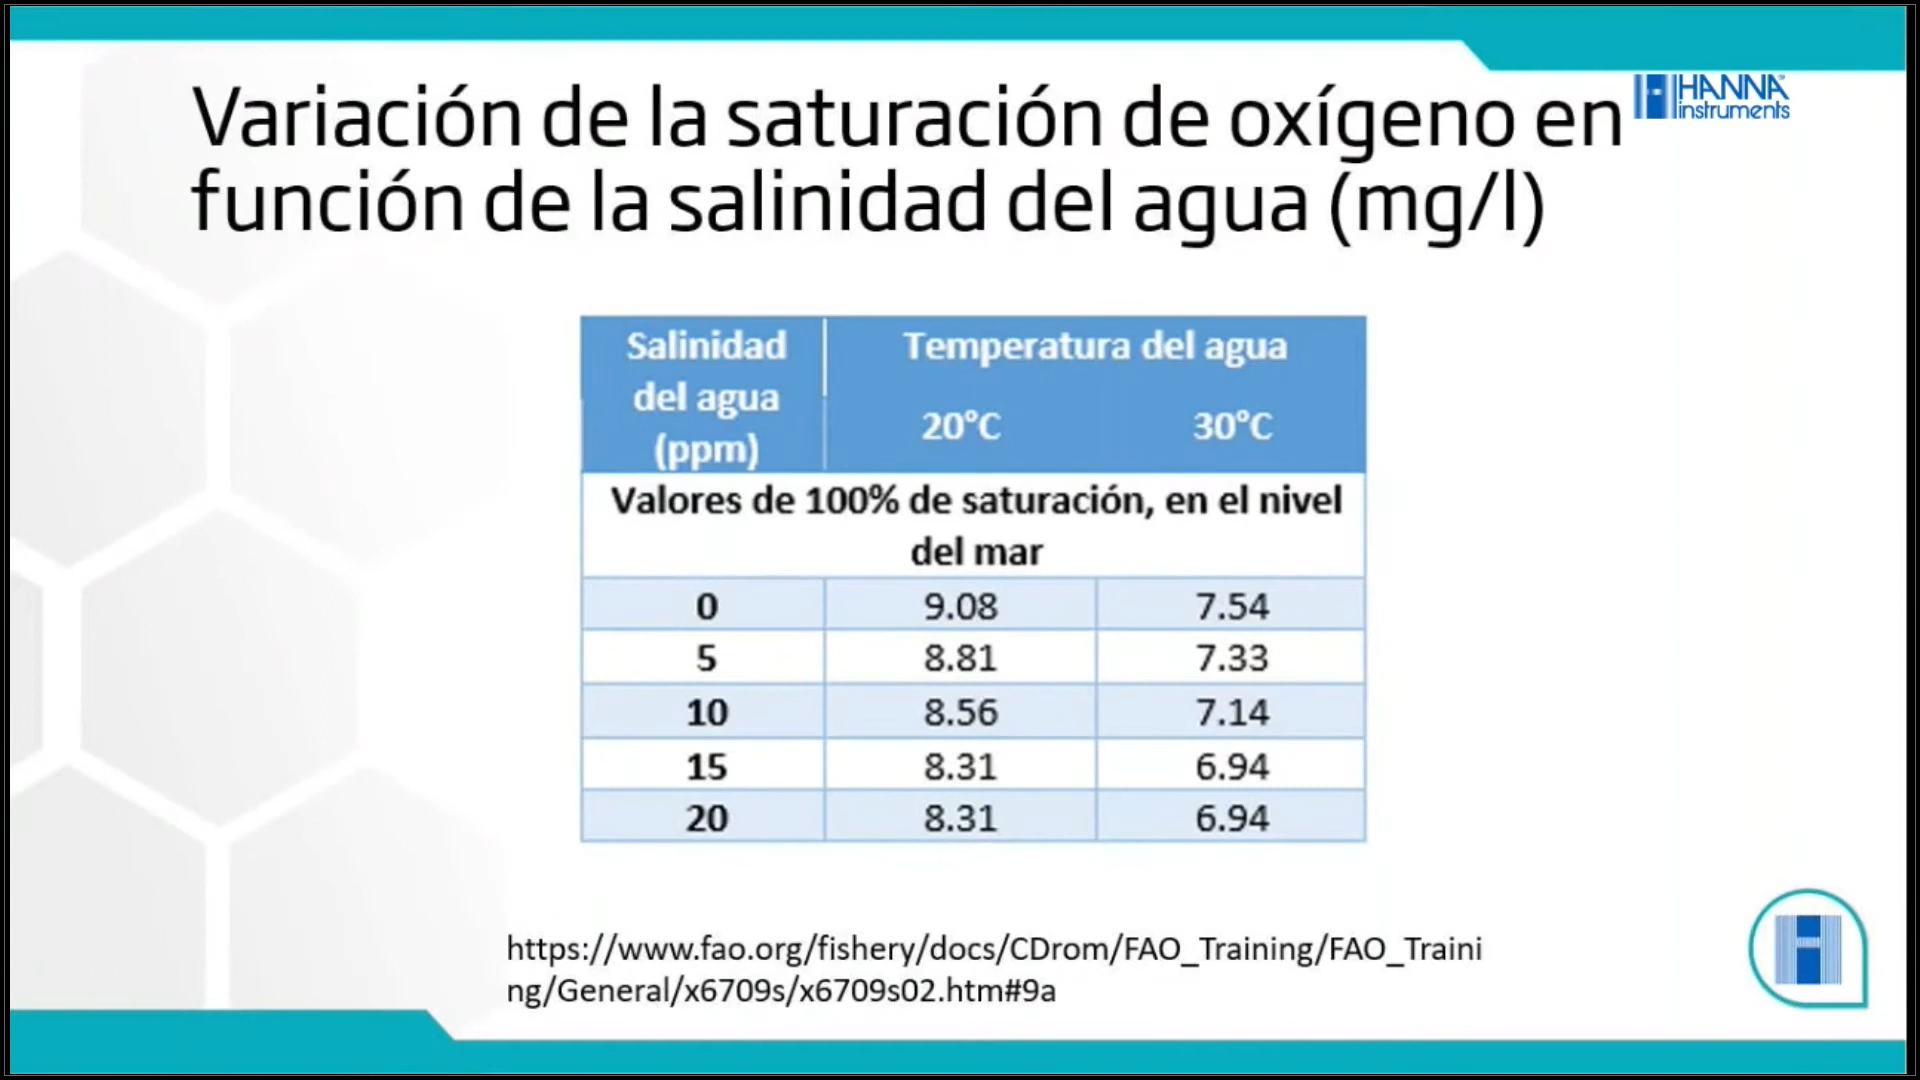 Variación de la saturación de oxígeno en
función de la salinidad del agua (mg/l)
HANNA
instruments
Salinidad
del agua
(ppm)
Temperatura del agua
20°C 30°C
Valores de 100% de saturación, en el nivel
del mar
0 9.08 7.54
5 8.81 7.33
10 8.56 7.14
15 8.31 6.94
20 8.31 6.94
https://www.fao.org/fishery/docs/CDrom/FAO_Training/FAO_Traini
ng/General/x6709s/x6709s02.htm#9a